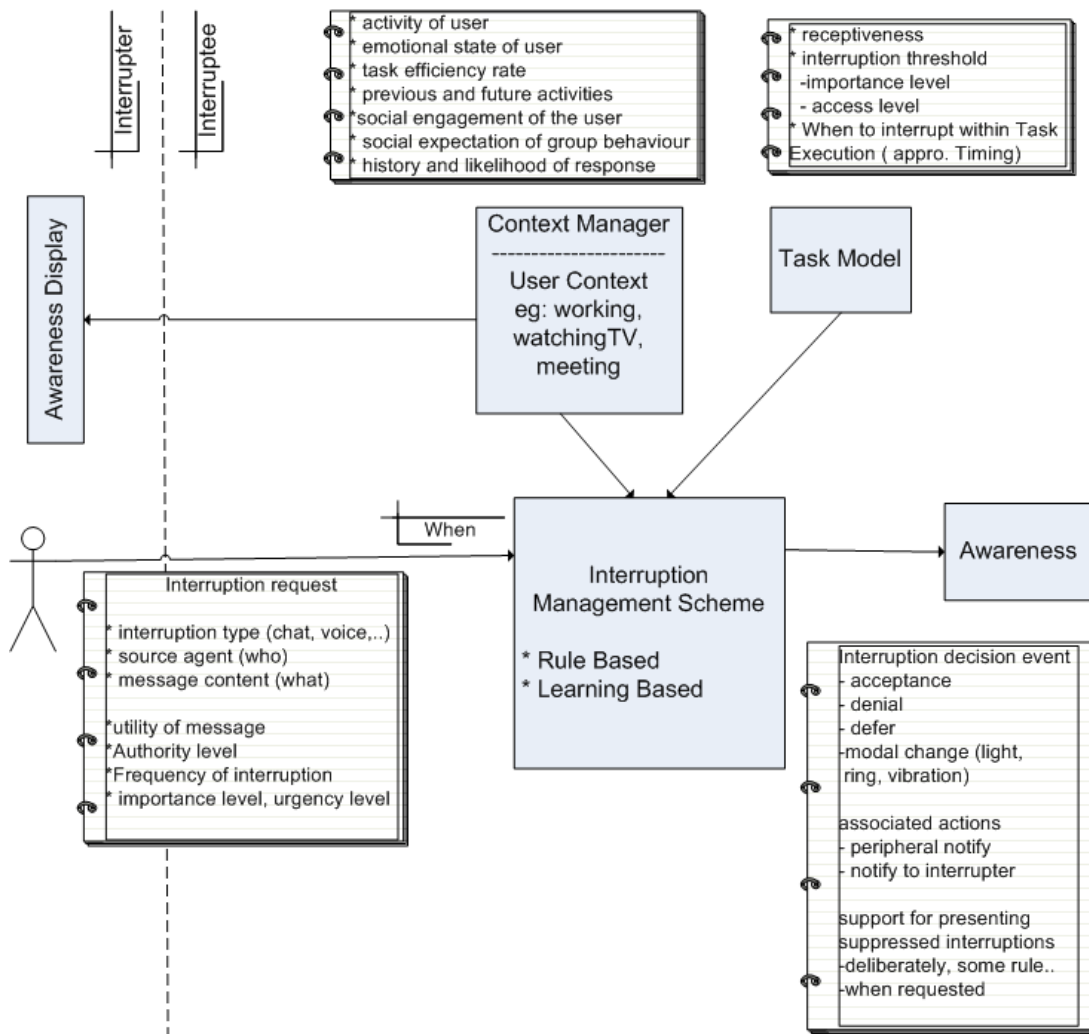 Interrupter
Interruptee
* activity of user
* emotional state of user
* task efficiency rate
* previous and future activities
*social engagement of the user
* social expectation of group behaviour
* history and likelihood of response
* receptiveness
* interruption threshold
-importance level
- access level
* When to interrupt within Task
Execution ( appro. Timing)
Awareness Display
Context Manager
----------------------
User Context
eg: working,
watchingTV,
meeting
Task Model
When
Interruption request
* interruption type (chat, voice,..)
* source agent (who)
* message content (what)
*utility of message
*Authority level
*Frequency of interruption
* importance level, urgency level
Interruption
Management Scheme
* Rule Based
* Learning Based
Awareness
Interruption decision event
- acceptance
- denial
- defer
-modal change (light,
ring, vibration)
associated actions
- peripheral notify
- notify to interrupter
support for presenting
suppressed interruptions
-deliberately, some rule..
-when requested